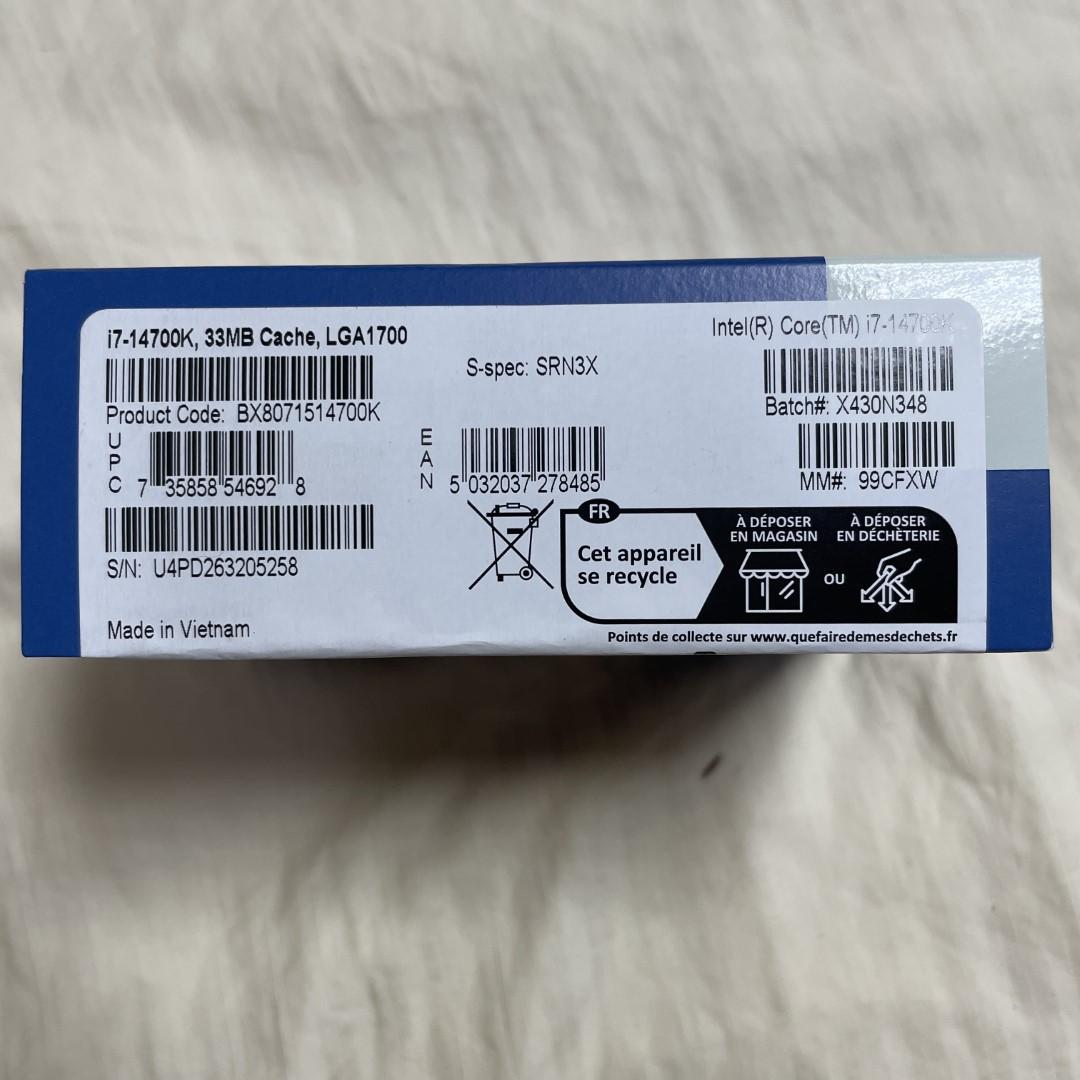 i7-14700K, 33MB Cache, LGA1700
Intel(R) Core(TM) i7-14700K
S-spec: SRN3X
Product Code: BX8071514700K
Batch#: X430N348
UPC
7 35858 54692 8
EAN
5 032037 278485
MM#: 99CFXW
S/N: U4PD263205258
FR
Cet appareil
se recycle
À DÉPOSER
EN MAGASIN
OU
À DÉPOSER
EN DÉCHÈTERIE
Points de collecte sur www.quefairedemesdechets.fr
Made in Vietnam